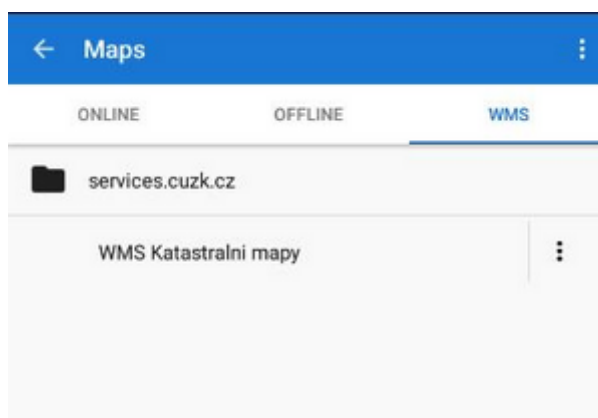 Maps
ONLINE OFFLINE WMS
services.cuzk.cz
WMS Katastralni mapy